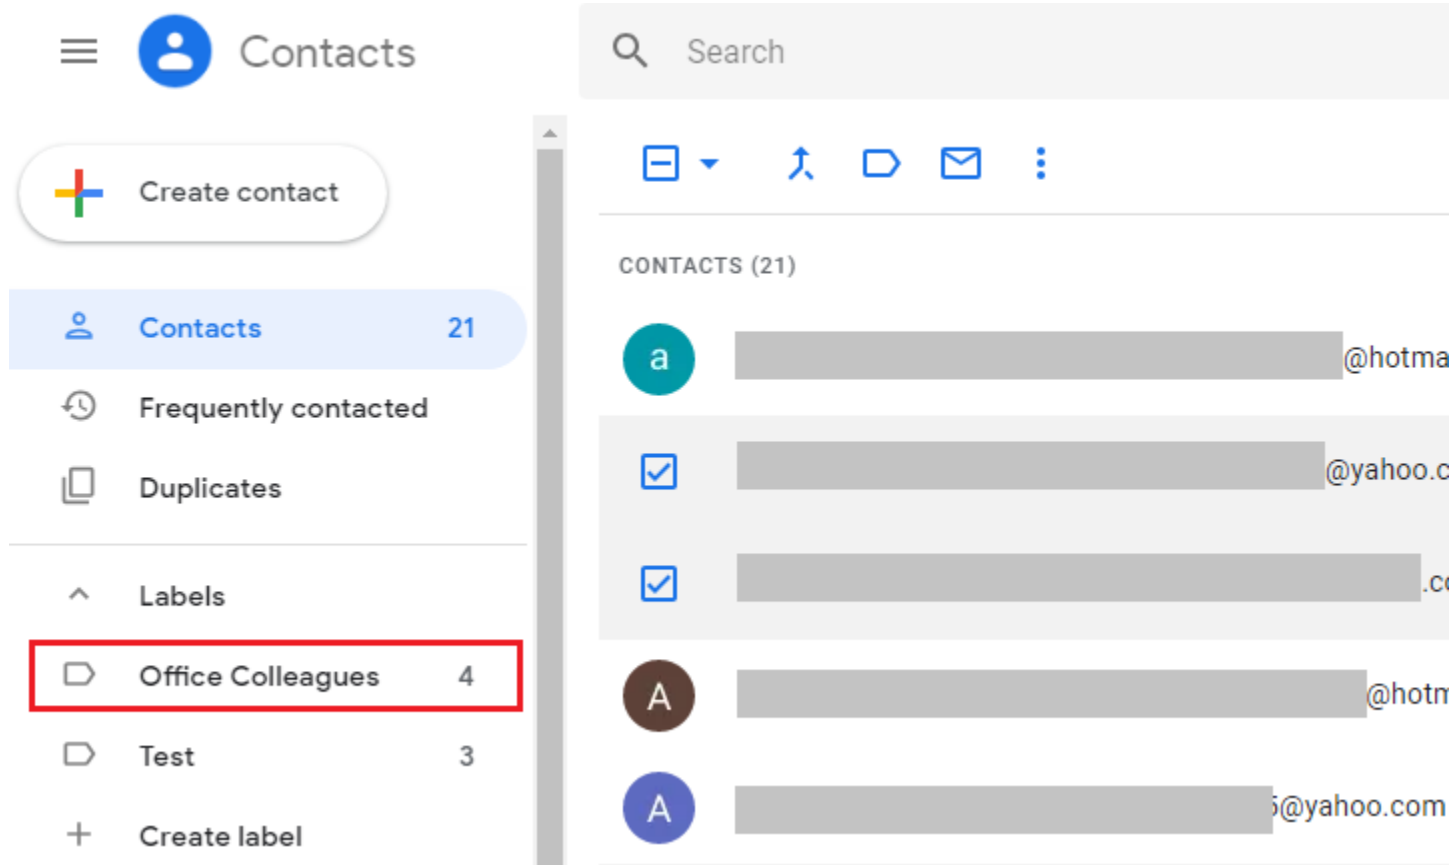 Contacts
Search
Create contact
CONTACTS (21)
Contacts 21
a
@hotma
Frequently contacted
@yahoo.c
Duplicates
.co
Labels
Office Colleagues 4
A
@hotm
Test 3
A
5@yahoo.com
Create label